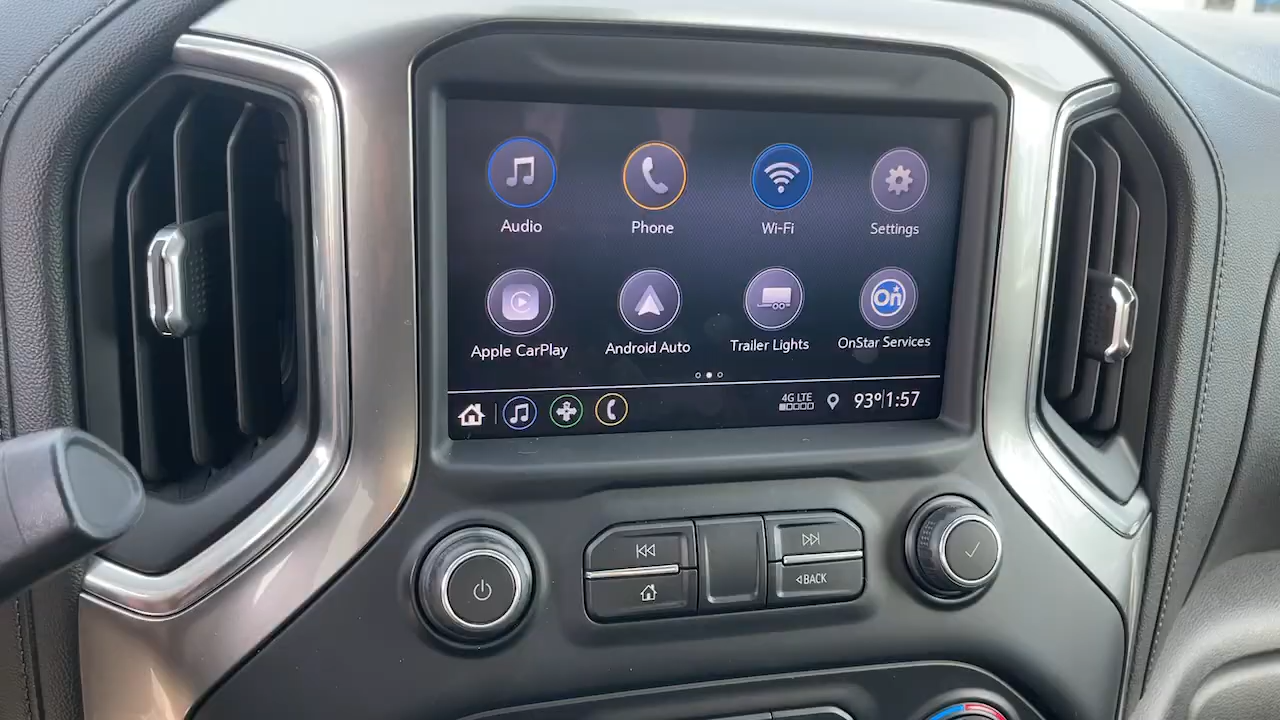 Audio
Phone
Wi-Fi
Settings
On
Apple CarPlay
Android Auto
Trailer Lights
OnStar Services
4G LTE
93° 1:57
BACK